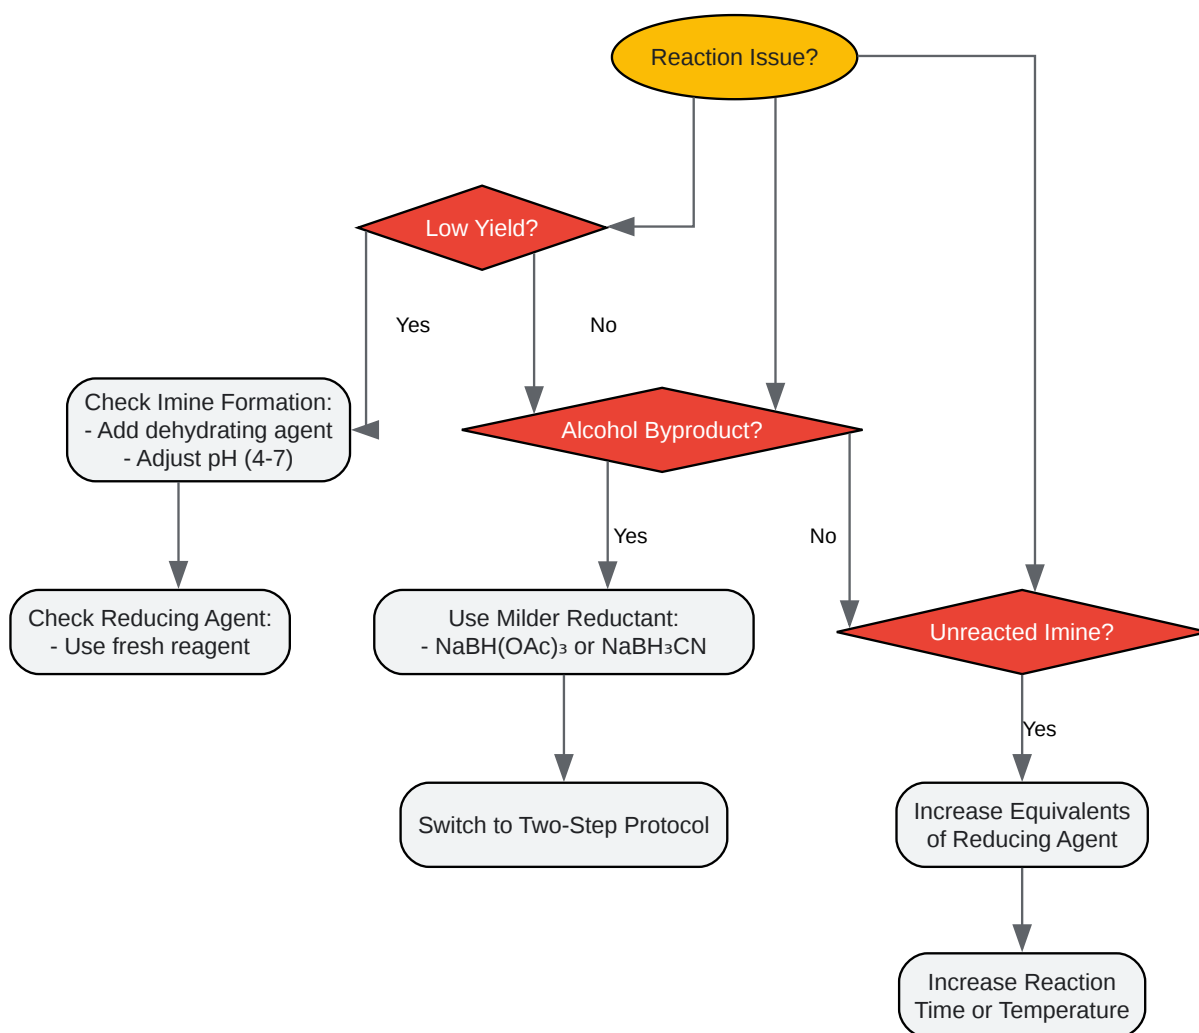 Reaction Issue?
Low Yield?
Yes
No
Check Imine Formation:
- Add dehydrating agent
- Adjust pH (4-7)
Alcohol Byproduct?
Yes
No
Check Reducing Agent:
- Use fresh reagent
Use Milder Reductant:
- NaBH(OAc)₃ or NaBH₃CN
Unreacted Imine?
Yes
Switch to Two-Step Protocol
Increase Equivalents
of Reducing Agent
Increase Reaction
Time or Temperature